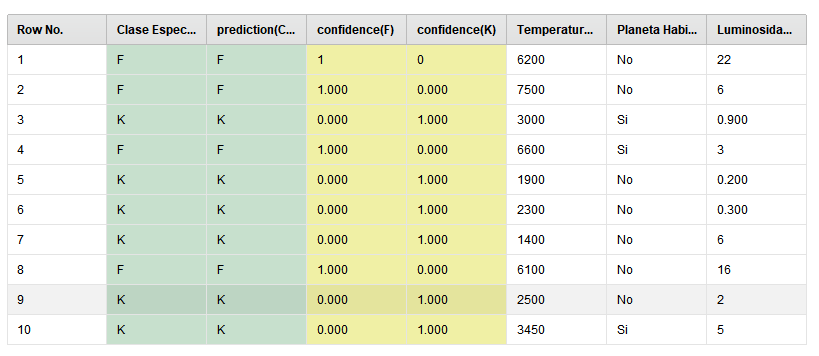 Row No. Clase Espec... prediction(C... confidence(F) confidence(K) Temperatur... Planeta Habi... Luminosida...
1 F F 1 0 6200 No 22
2 F F 1.000 0.000 7500 No 6
3 K K 0.000 1.000 3000 Si 0.900
4 F F 1.000 0.000 6600 Si 3
5 K K 0.000 1.000 1900 No 0.200
6 K K 0.000 1.000 2300 No 0.300
7 K K 0.000 1.000 1400 No 6
8 F F 1.000 0.000 6100 No 16
9 K K 0.000 1.000 2500 No 2
10 K K 0.000 1.000 3450 Si 5